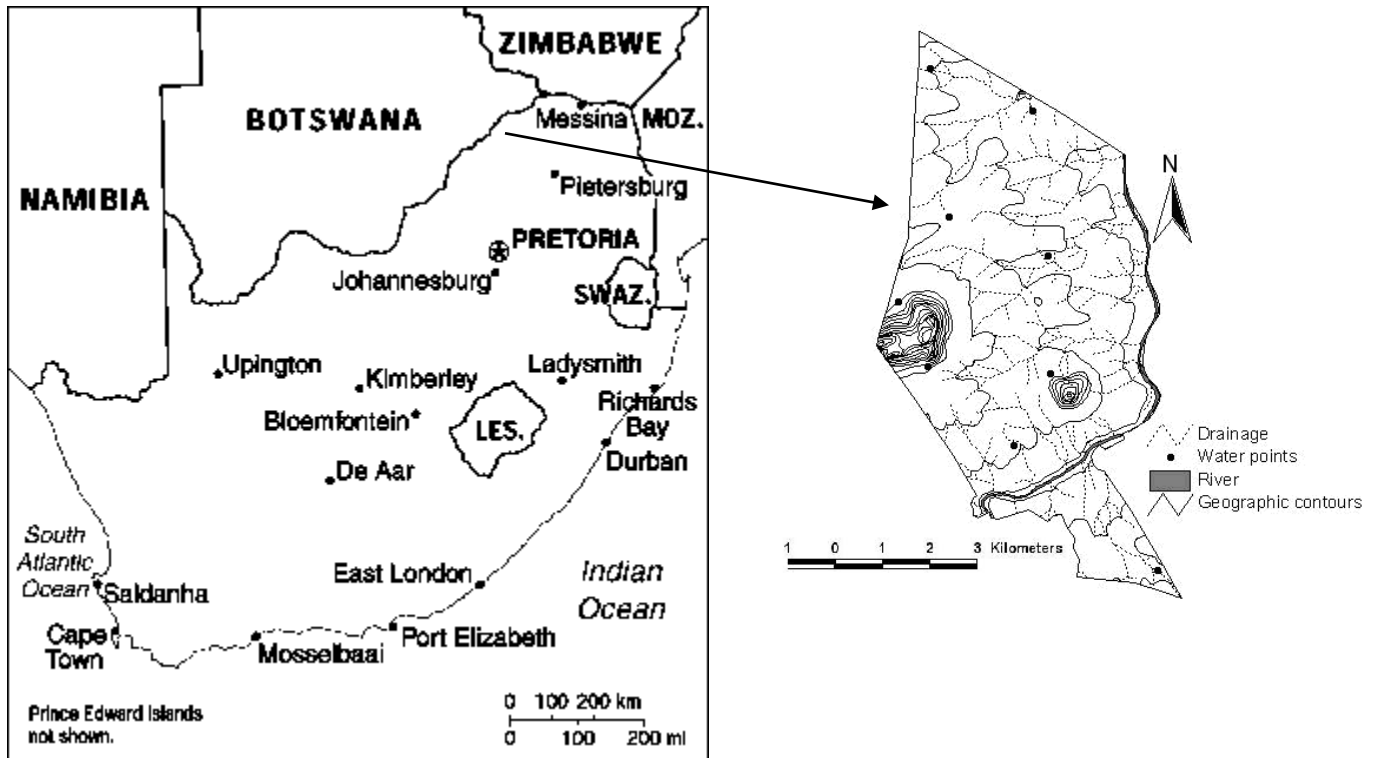 ZIMBABWE
BOTSWANA
Messina
MOZ.
NAMIBIA
Pietersburg
PRETORIA
Johannesburg
SWAZ.
Upington
Kimberley
Ladysmith
Bloemfontein
LES.
Richards
Bay
Durban
De Aar
South
Atlantic
Ocean
Saldanha
East London
Indian
Ocean
Cape
Town
Mosselbaai
Port Elizabeth
Prince Edward Islands
not shown.
0 100 200 km
0 100 200 mi
N
Drainage
Water points
River
Geographic contours
1 0 1 2 3 Kilometers